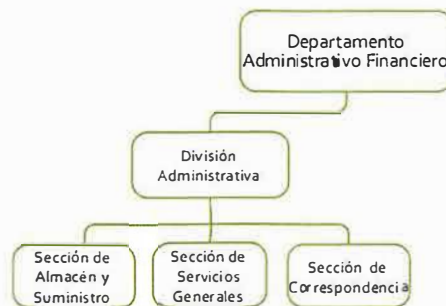 Departamento
Administrativo Financiero
División
Administrativa
Sección de
Almacén y
Suministro
Sección de
Servicios
Generales
Sección de
Correspondencia